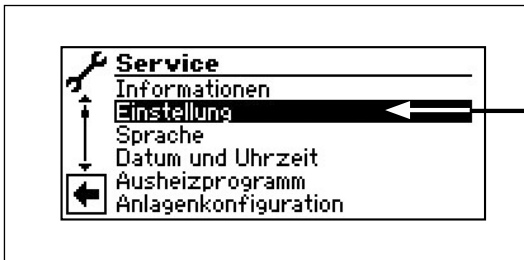 Service
Informationen
Einstellung
Sprache
Datum und Uhrzeit
Ausheizprogramm
Anlagenkonfiguration